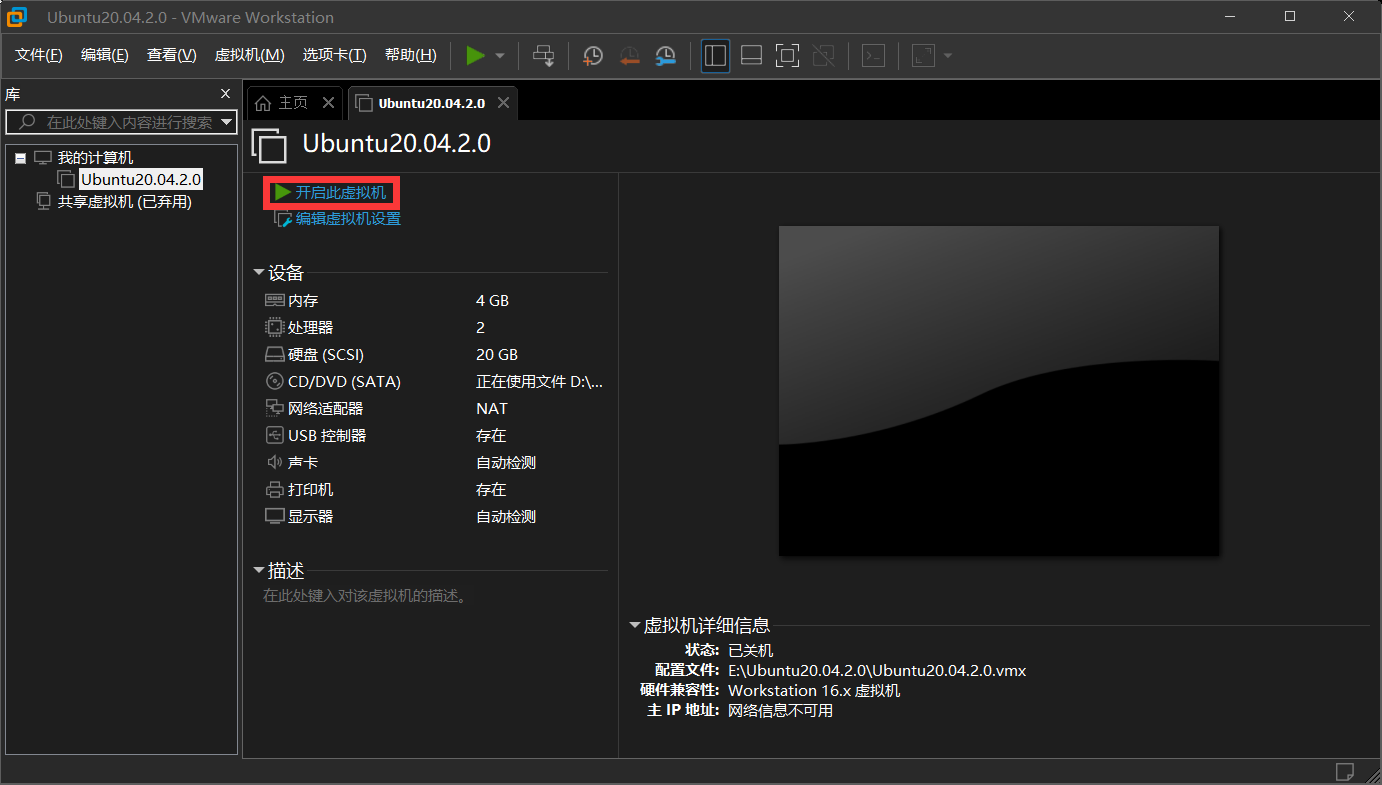 Ubuntu20.04.2.0 - VMware Workstation
文件(F) 编辑(E) 查看(V) 虚拟机(M) 选项卡(T) 帮助(H)
库
在此处键入内容进行搜索
我的计算机
Ubuntu20.04.2.0
共享虚拟机 (已弃用)
主页
Ubuntu20.04.2.0
Ubuntu20.04.2.0
开启此虚拟机
编辑虚拟机设置
设备
内存 4 GB
处理器 2
硬盘 (SCSI) 20 GB
CD/DVD (SATA) 正在使用文件 D:\...
网络适配器 NAT
USB 控制器 存在
声卡 自动检测
打印机 存在
显示器 自动检测
描述
在此处键入对该虚拟机的描述。
虚拟机详细信息
状态: 已关机
配置文件: E:\Ubuntu20.04.2.0\Ubuntu20.04.2.0.vmx
硬件兼容性: Workstation 16.x 虚拟机
主 IP 地址: 网络信息不可用